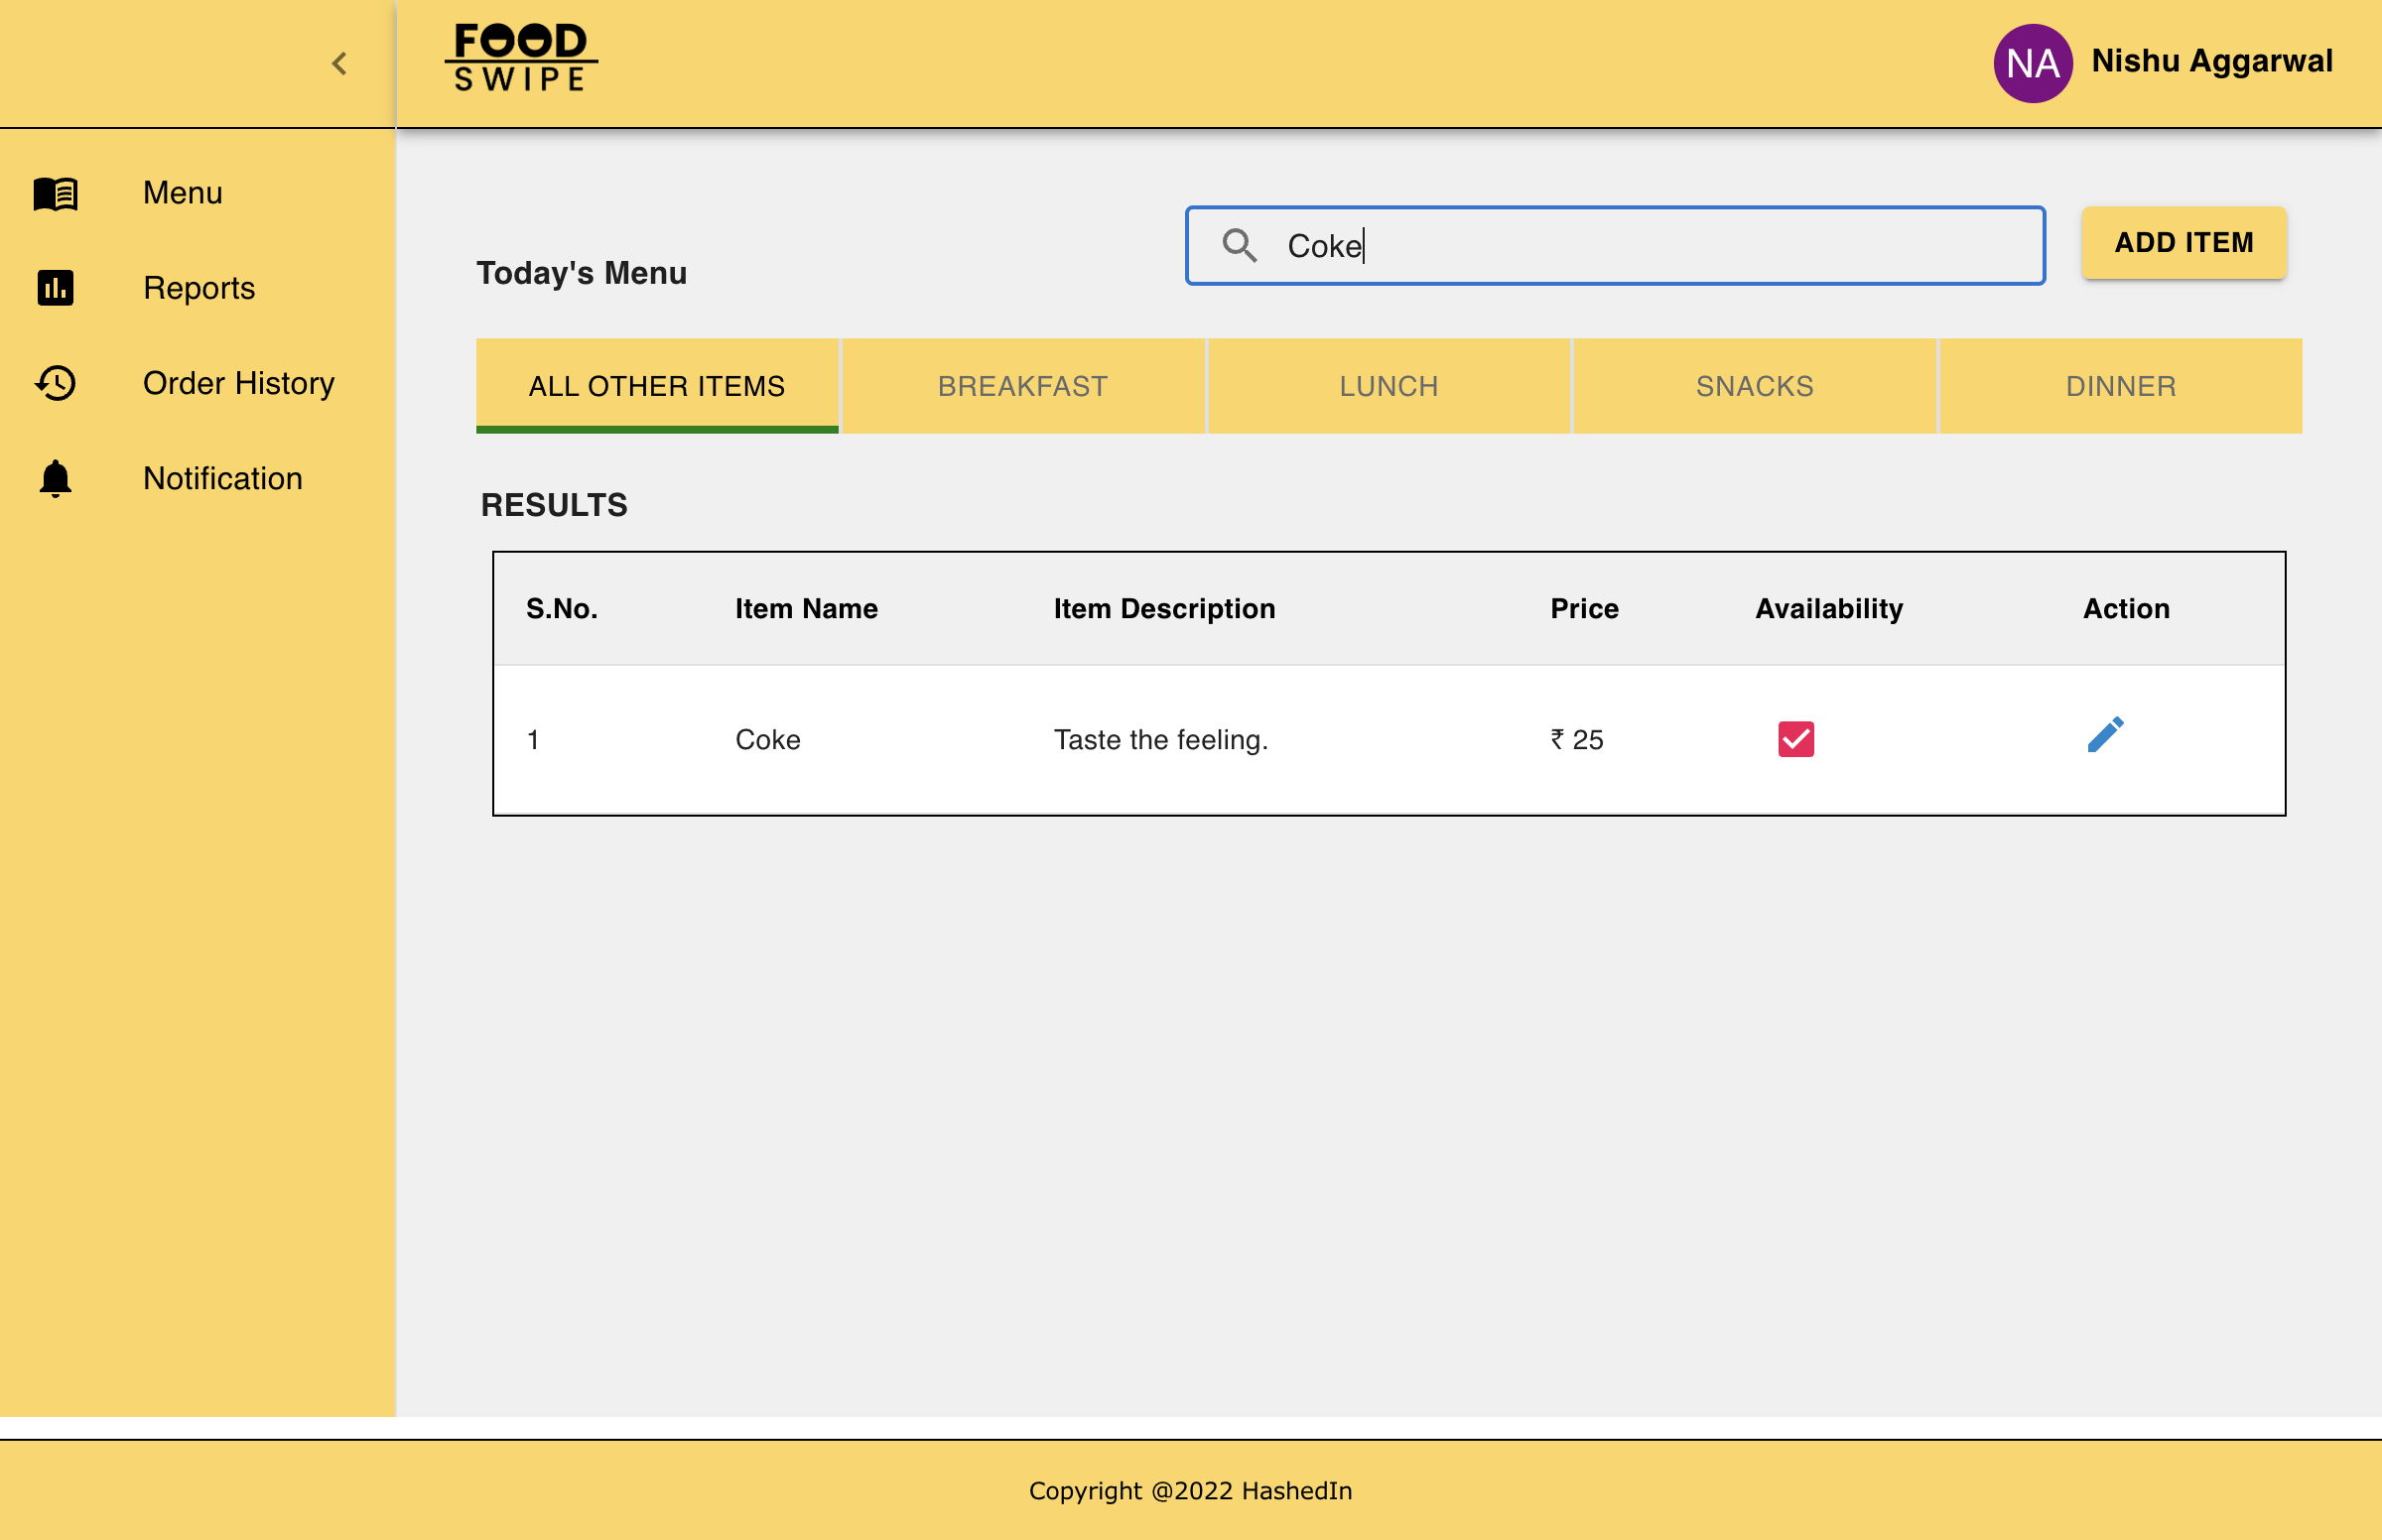 FOOD
SWIPE
NA Nishu Aggarwal
Menu
Reports
Order History
Notification
Today's Menu
Coke
ADD ITEM
ALL OTHER ITEMS BREAKFAST LUNCH SNACKS DINNER
RESULTS
S.No. Item Name Item Description Price Availability Action
1 Coke Taste the feeling. ₹ 25
Copyright @2022 HashedIn